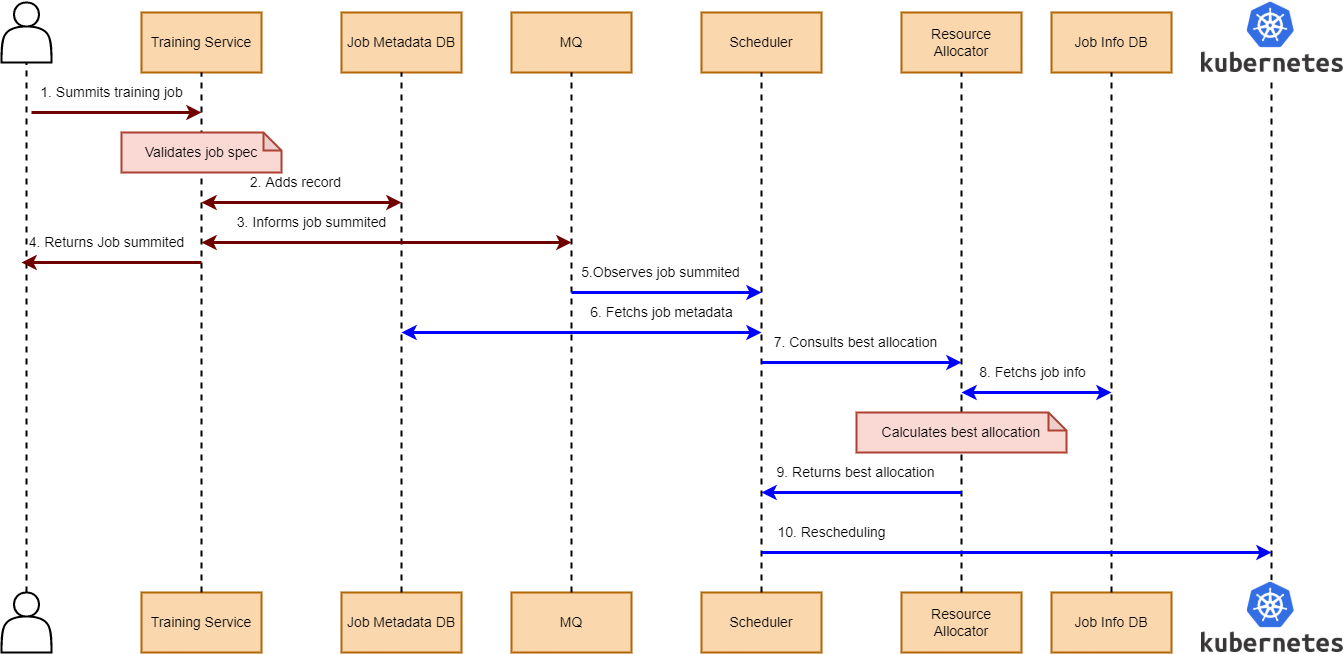 Training Service
Job Metadata DB
MQ
Scheduler
Resource
Allocator
Job Info DB
kubernetes
1. Summits training job
Validates job spec
2. Adds record
3. Informs job summited
4. Returns Job summited
5.Observes job summited
6. Fetchs job metadata
7. Consults best allocation
8. Fetchs job info
Calculates best allocation
9. Returns best allocation
10. Rescheduling
Training Service
Job Metadata DB
MQ
Scheduler
Resource
Allocator
Job Info DB
kubernetes